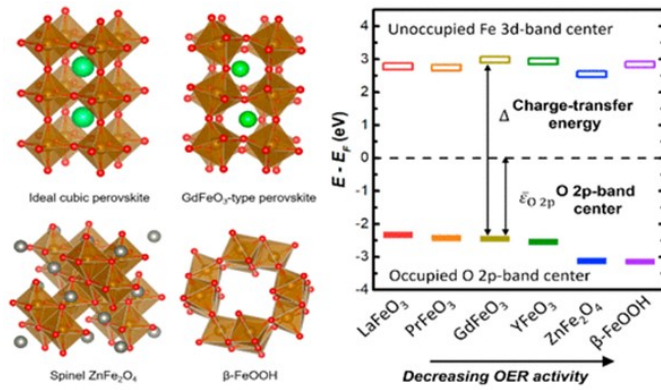 Ideal cubic perovskite
GdFeO₃-type perovskite
Spinel ZnFe₂O₄
β-FeOOH
Unoccupied Fe 3d-band center
Δ Charge-transfer
energy
ε̄O 2p O 2p-band
center
Occupied O 2p-band center
E - EF (eV)
4
3
2
1
0
-1
-2
-3
-4
LaFeO₃
PrFeO₃
GdFeO₃
YFeO₃
ZnFe₂O₄
β-FeOOH
Decreasing OER activity